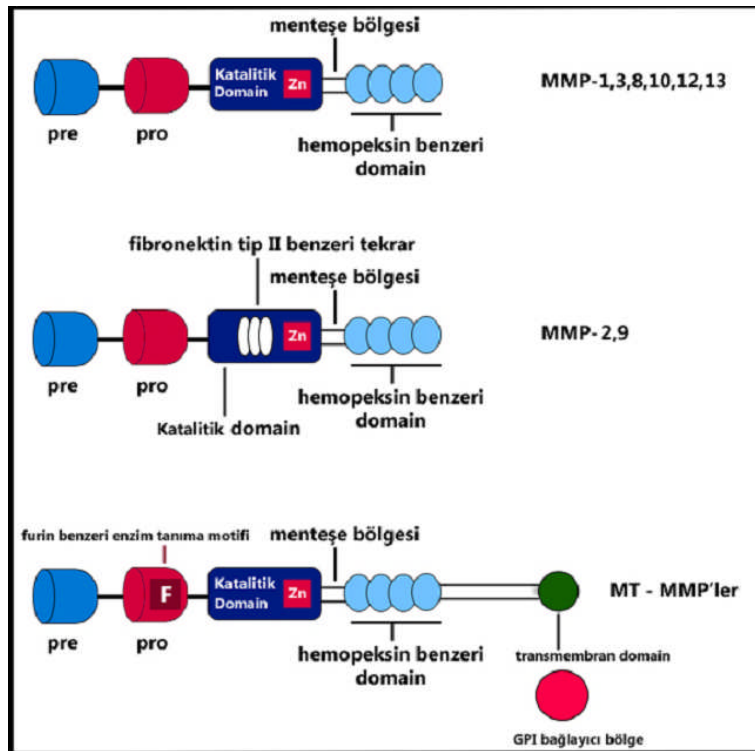 menteşe bölgesi
Katalitik
Domain
Zn
MMP-1,3,8,10,12,13
pre
pro
hemopeksin benzeri
domain
fibronektin tip II benzeri tekrar
menteşe bölgesi
Zn
MMP-2,9
pre
pro
hemopeksin benzeri
domain
Katalitik domain
furin benzeri enzim tanıma motifi
menteşe bölgesi
F
Katalitik
Domain
Zn
MT - MMP'ler
pre
pro
hemopeksin benzeri
domain
transmembran domain
GPI bağlayıcı bölge